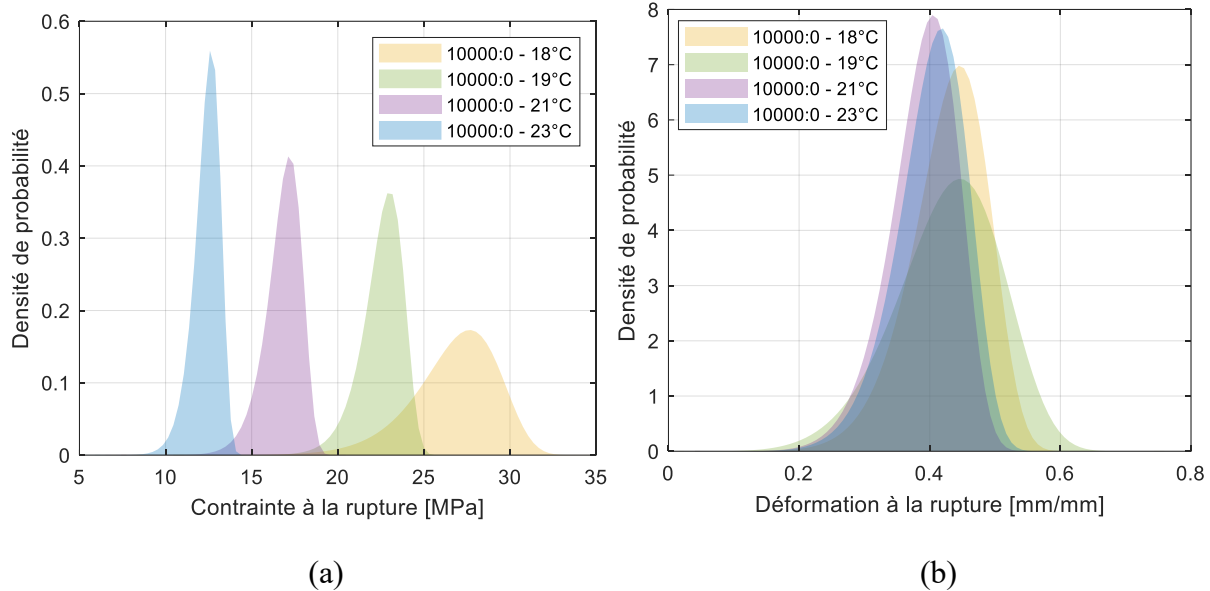 0.6
0.5
0.4
0.3
0.2
0.1
0
5
10
15
20
25
30
35
Densité de probabilité
Contrainte à la rupture [MPa]
10000:0 - 18°C
10000:0 - 19°C
10000:0 - 21°C
10000:0 - 23°C
(a)
8
7
6
5
4
3
2
1
0
0
0.2
0.4
0.6
0.8
Densité de probabilité
Déformation à la rupture [mm/mm]
10000:0 - 18°C
10000:0 - 19°C
10000:0 - 21°C
10000:0 - 23°C
(b)